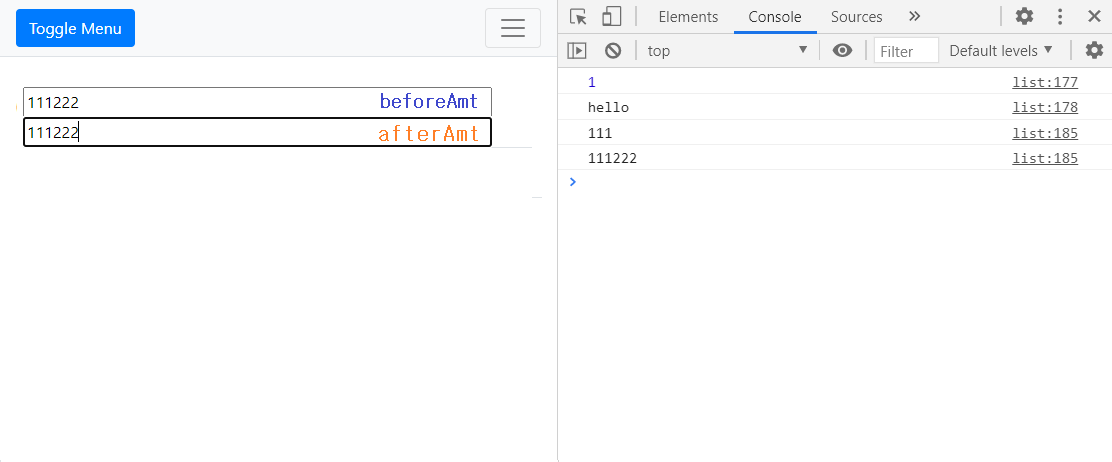 Toggle Menu
111222 beforeAmt
111222 afterAmt
Elements Console Sources
top Filter Default levels
1 list:177
hello list:178
111 list:185
111222 list:185